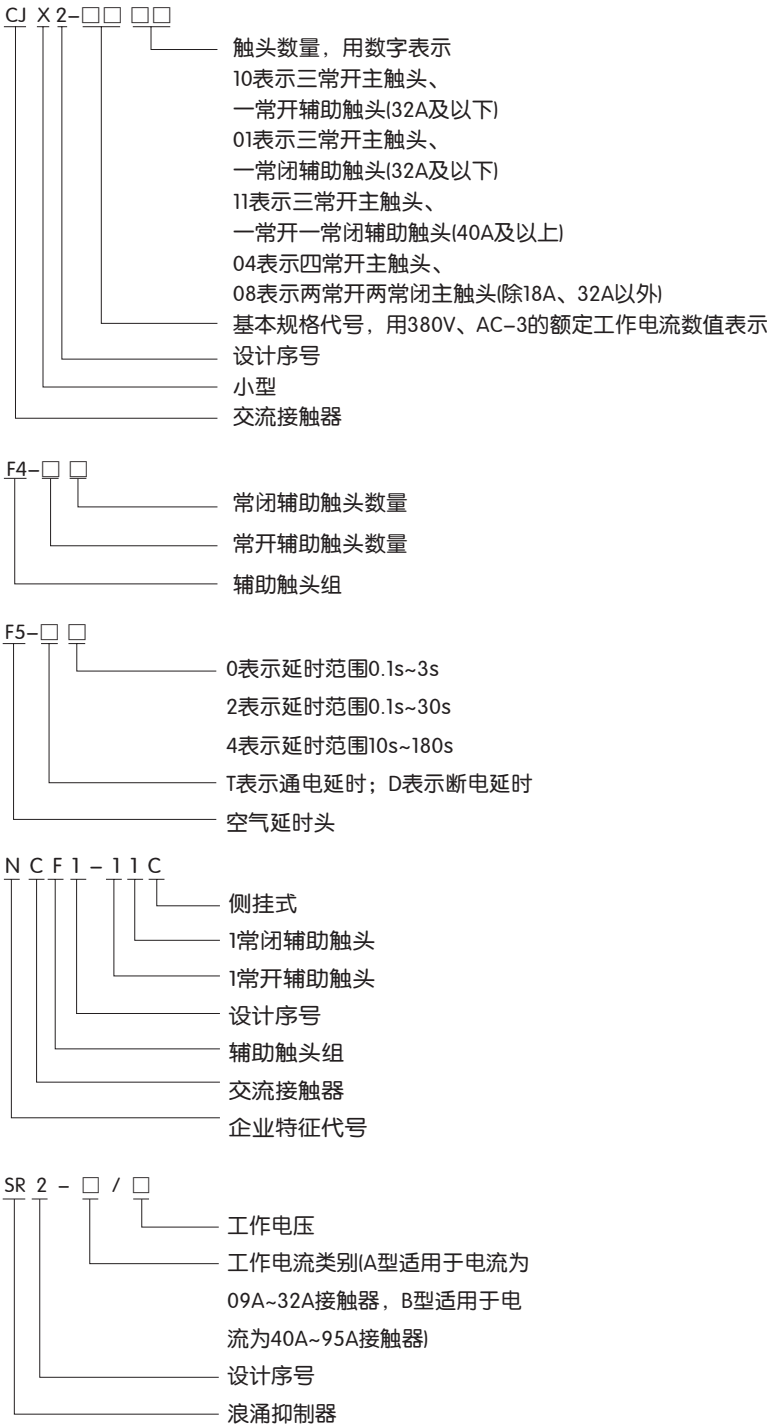 CJ X 2-□□ □□
触头数量，用数字表示
10表示三常开主触头、
一常开辅助触头(32A及以下)
01表示三常开主触头、
一常闭辅助触头(32A及以下)
11表示三常开主触头、
一常开一常闭辅助触头(40A及以上)
04表示四常开主触头、
08表示两常开两常闭主触头(除18A、32A以外)
基本规格代号，用380V、AC-3的额定工作电流数值表示
设计序号
小型
交流接触器
F4-□ □
常闭辅助触头数量
常开辅助触头数量
辅助触头组
F5-□ □
0表示延时范围0.1s~3s
2表示延时范围0.1s~30s
4表示延时范围10s~180s
T表示通电延时；D表示断电延时
空气延时头
N C F 1 - 1 1 C
侧挂式
1常闭辅助触头
1常开辅助触头
设计序号
辅助触头组
交流接触器
企业特征代号
SR 2 - □ / □
工作电压
工作电流类别(A型适用于电流为
09A~32A接触器，B型适用于电
流为40A~95A接触器)
设计序号
浪涌抑制器